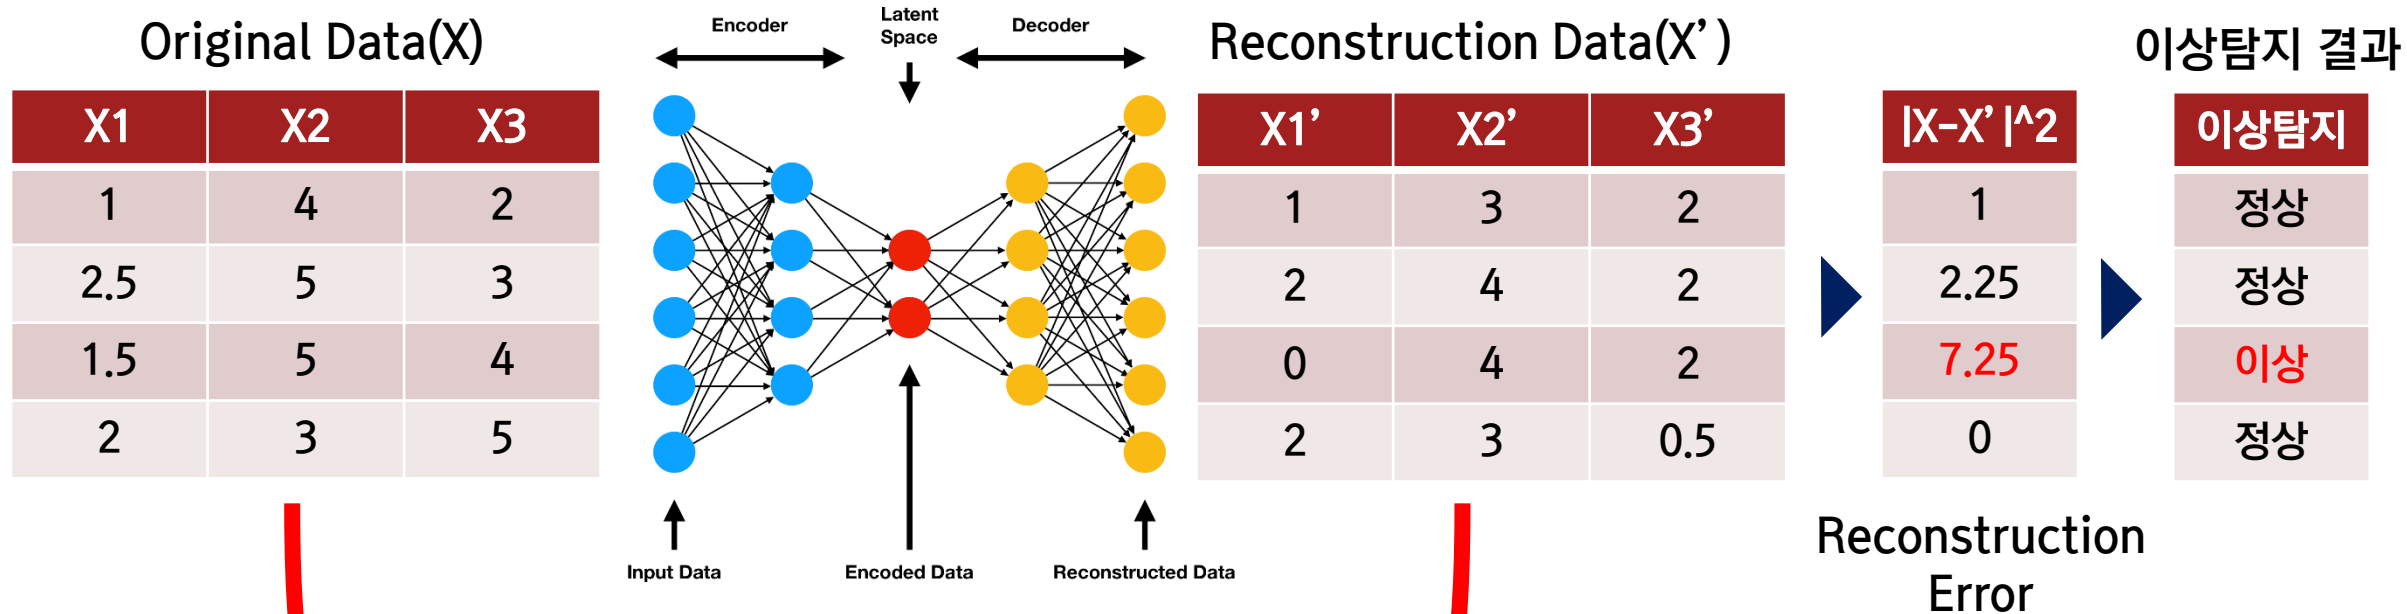 Original Data(X)
X1 X2 X3
1 4 2
2.5 5 3
1.5 5 4
2 3 5
Encoder
Latent
Space
Decoder
Input Data
Encoded Data
Reconstructed Data
Reconstruction Data(X’)
X1’ X2’ X3’
1 3 2
2 4 2
0 4 2
2 3 0.5
|X-X’|^2
1
2.25
7.25
0
Reconstruction
Error
이상탐지 결과
이상탐지
정상
정상
이상
정상